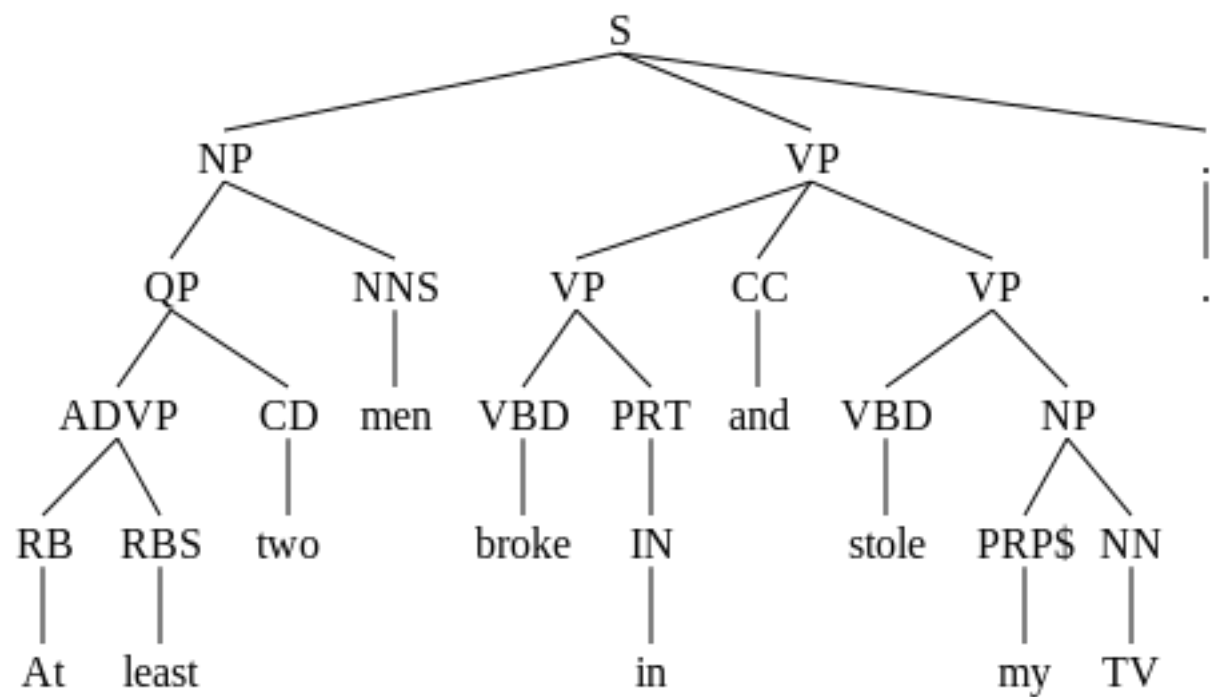 S
NP VP .
QP NNS VP CC VP .
ADVP CD men VBD PRT and VBD NP
RB RBS two broke IN stole PRP$ NN
At least in my TV